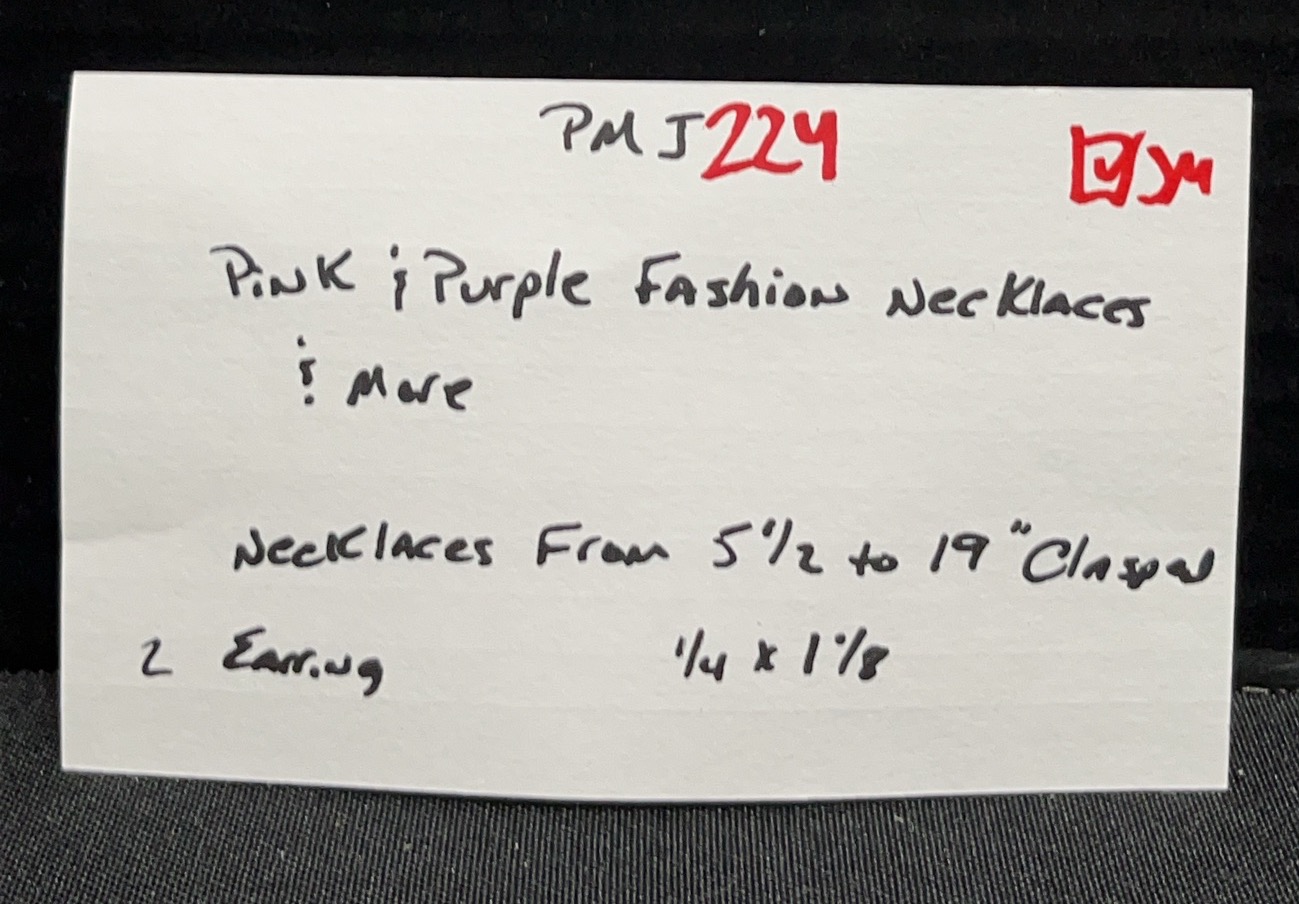 PMJ224
Pink & Purple Fashion Necklaces
& More
Necklaces From 5 1/2 to 19" Clasped
2 Earring 1/4 x 1 1/8